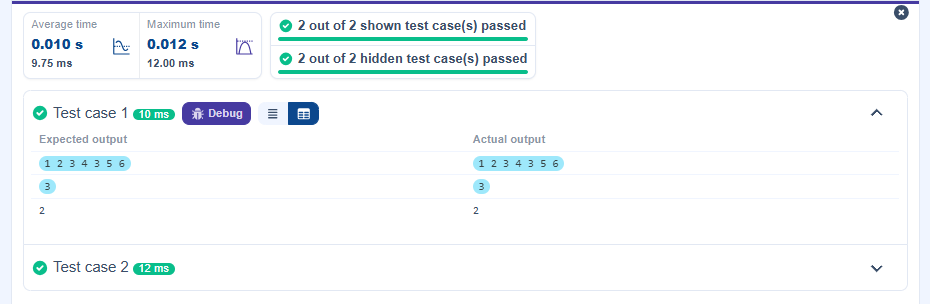 Average time
0.010 s
9.75 ms
Maximum time
0.012 s
12.00 ms
2 out of 2 shown test case(s) passed
2 out of 2 hidden test case(s) passed
Test case 1 10 ms Debug
Expected output Actual output
1 2 3 4 3 5 6 1 2 3 4 3 5 6
3 3
2 2
Test case 2 12 ms